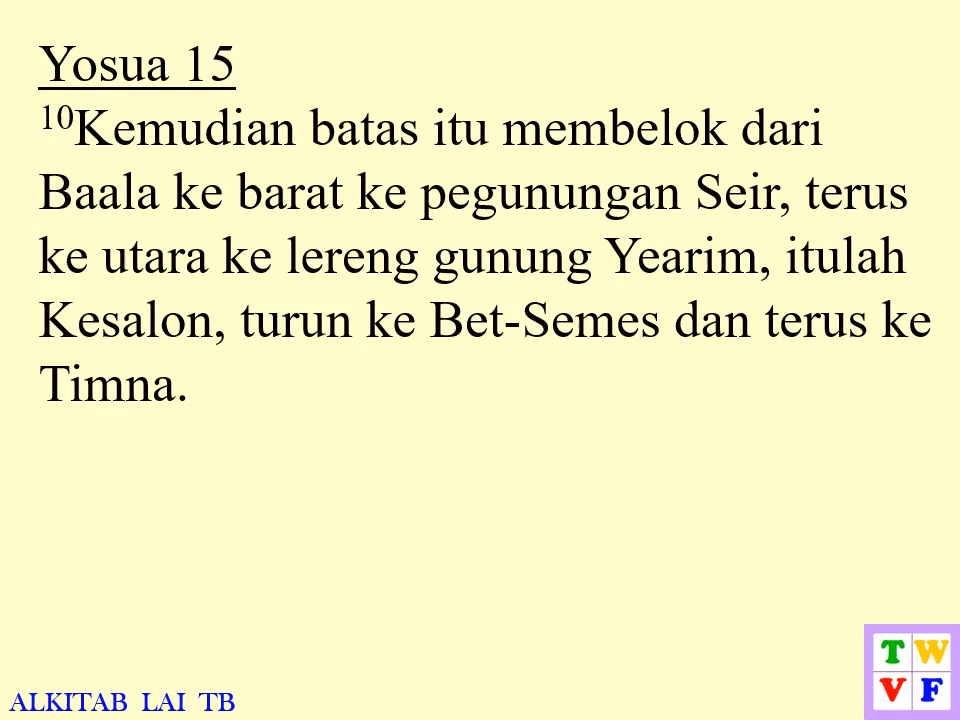 Yosua 15
10Kemudian batas itu membelok dari
Baala ke barat ke pegunungan Seir, terus
ke utara ke lereng gunung Yearim, itulah
Kesalon, turun ke Bet-Semes dan terus ke
Timna.
ALKITAB LAI TB
T W
V F